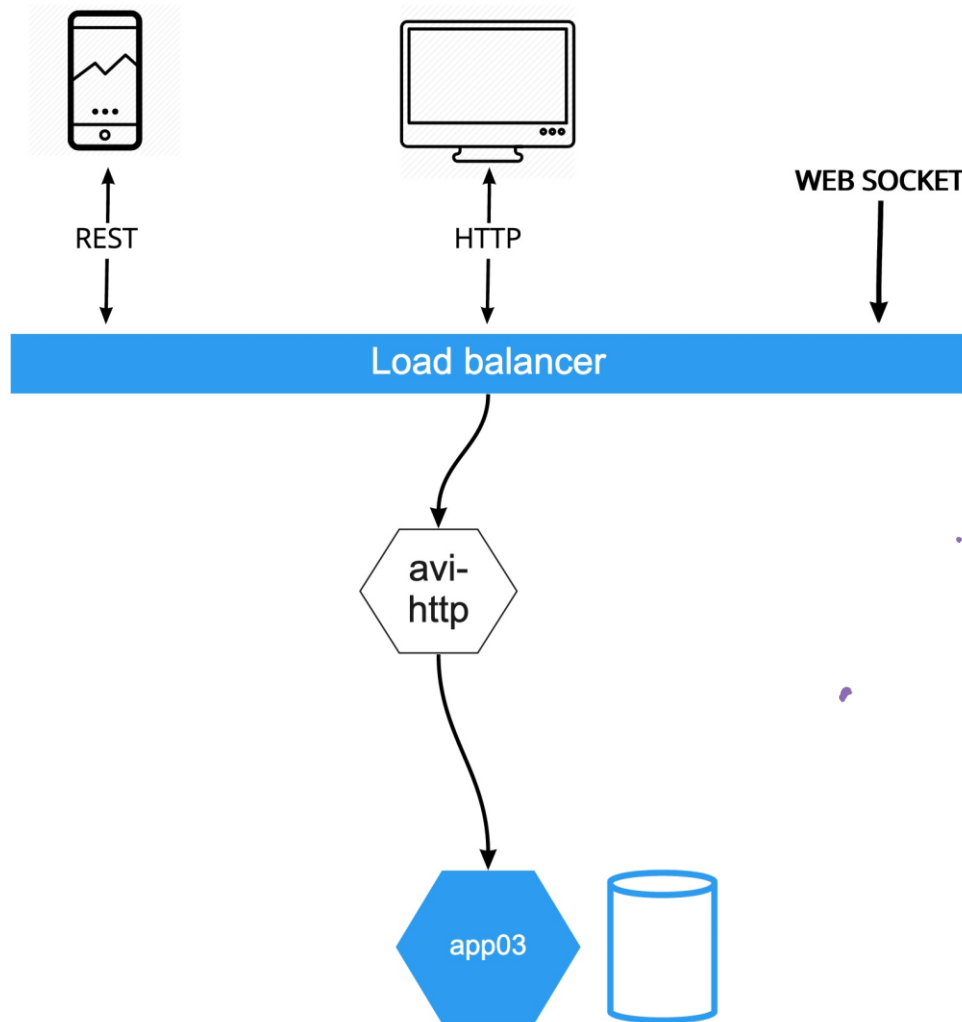 WEB SOCKET
REST
HTTP
Load balancer
avi-
http
app03